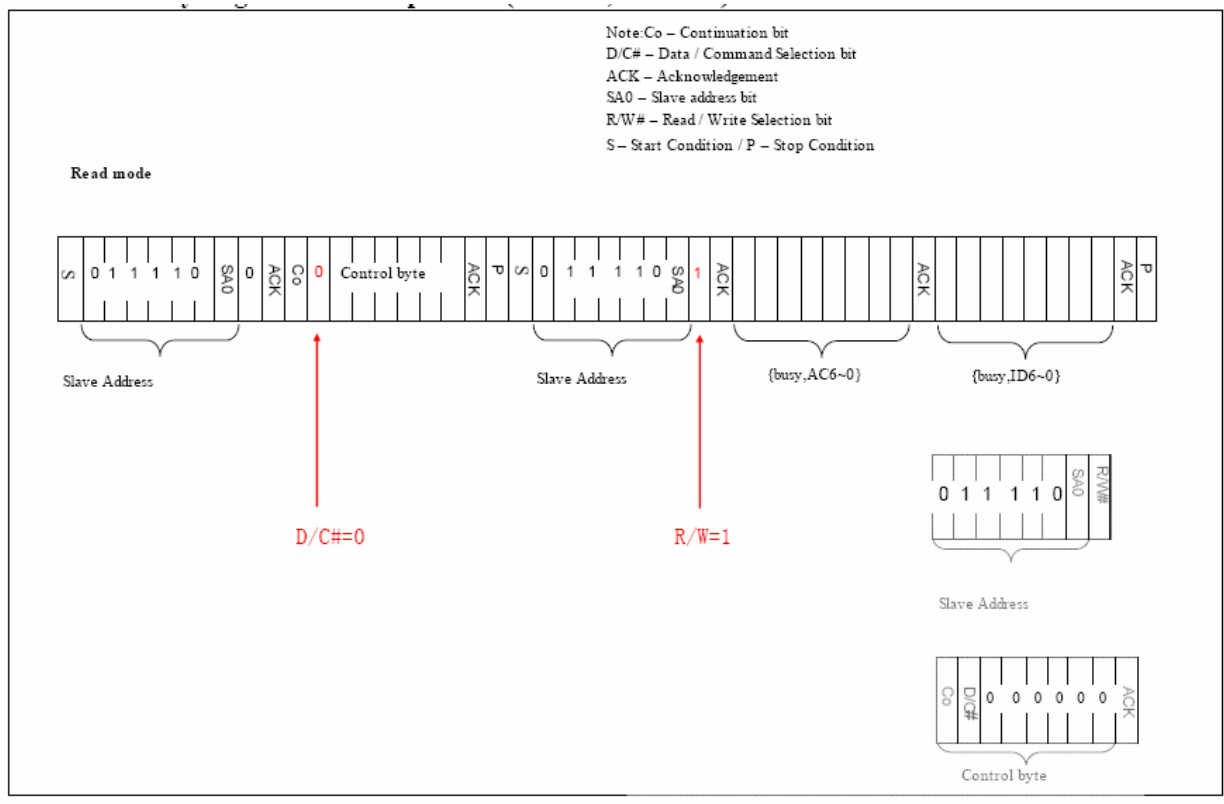 Note:Co – Continuation bit
D/C# – Data / Command Selection bit
ACK – Acknowledgement
SA0 – Slave address bit
R/W# – Read / Write Selection bit
S – Start Condition / P – Stop Condition
Read mode
S 0 1 1 1 1 0 SA0 0 ACK Co 0 Control byte ACK P S 0 1 1 1 1 0 SA0 1 ACK ACK ACK P
Slave Address
Slave Address
{busy,AC6~0}
{busy,ID6~0}
D/C#=0
R/W=1
0 1 1 1 1 0 SA0 R/W#
Slave Address
Co D/C# 0 0 0 0 0 0 ACK
Control byte